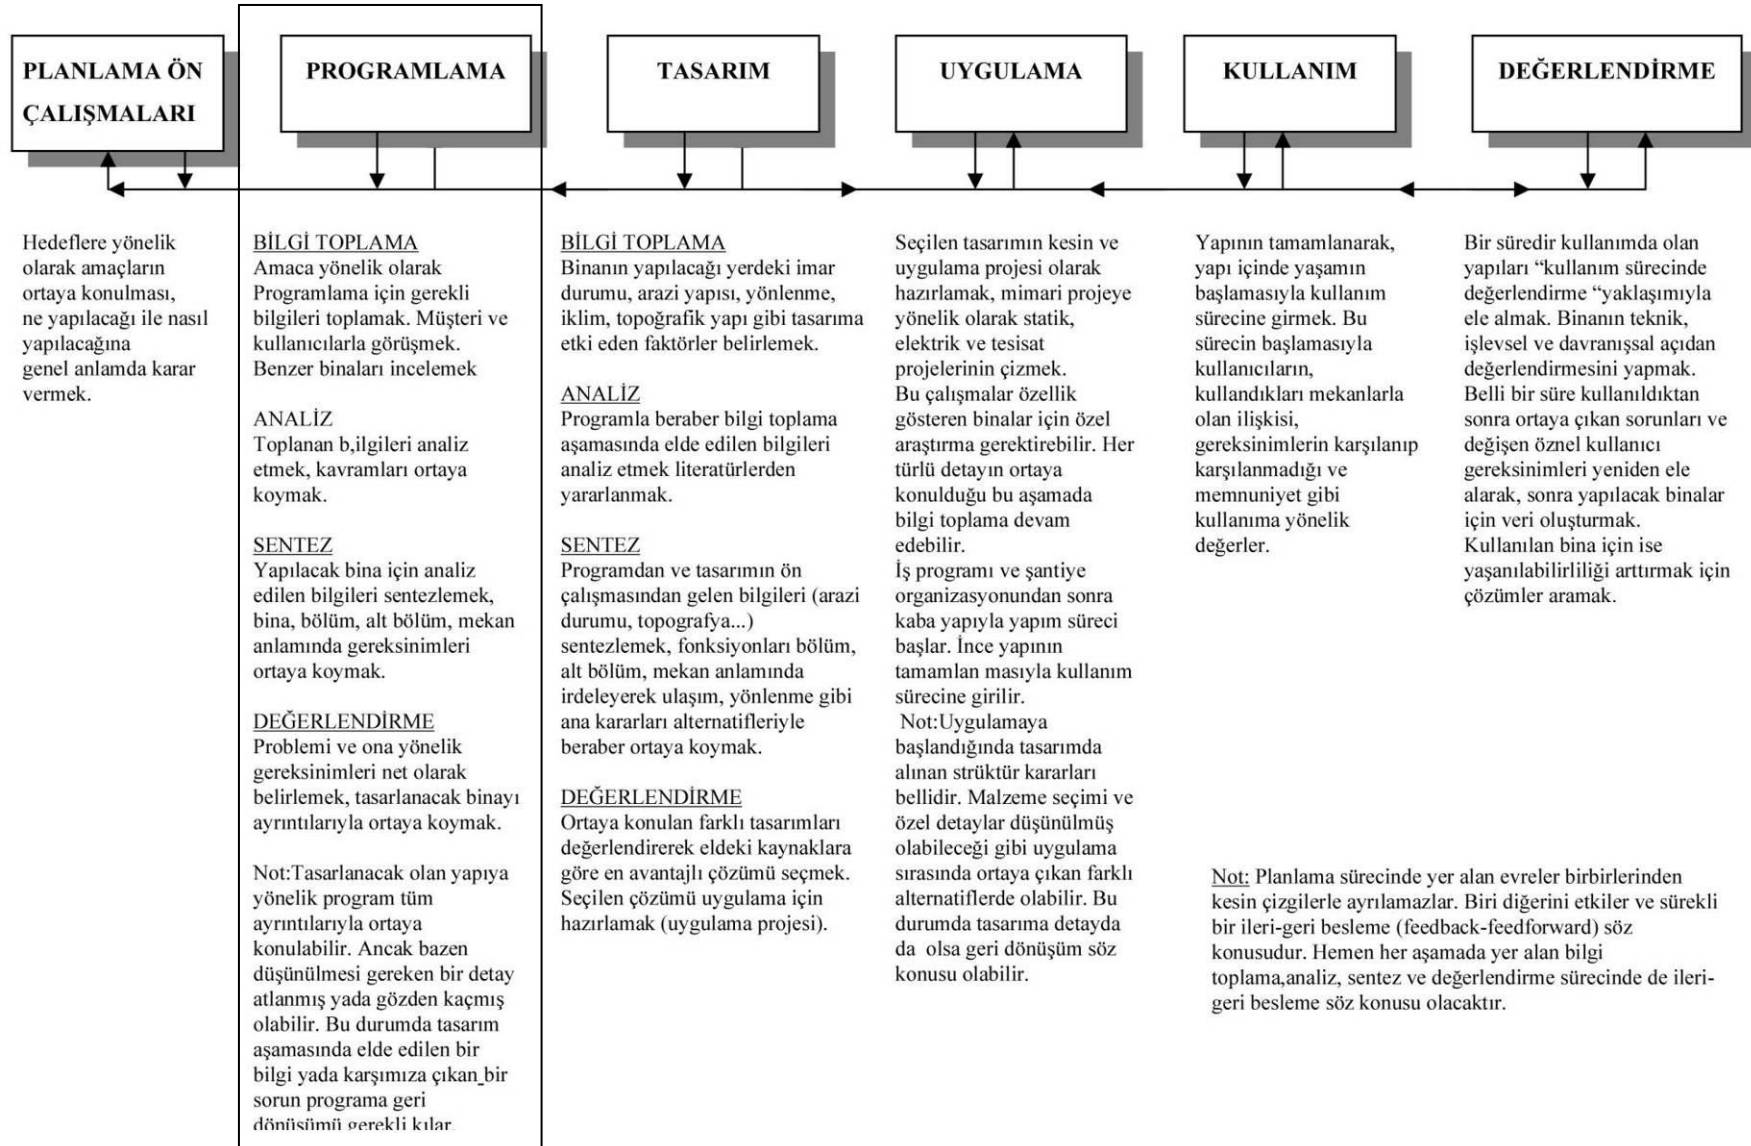 PLANLAMA ÖN
ÇALIŞMALARI
PROGRAMLAMA
TASARIM
UYGULAMA
KULLANIM
DEĞERLENDİRME
Hedeflere yönelik
olarak amaçların
ortaya konulması,
ne yapılacağı ile nasıl
yapılacağına
genel anlamda karar
vermek.
BİLGİ TOPLAMA
Amaca yönelik olarak
Programlama için gerekli
bilgileri toplamak. Müşteri ve
kullanıcılarla görüşmek.
Benzer binaları incelemek
ANALİZ
Toplanan b,ilgileri analiz
etmek, kavramları ortaya
koymak.
SENTEZ
Yapılacak bina için analiz
edilen bilgileri sentezlemek,
bina, bölüm, alt bölüm, mekan
anlamında gereksinimleri
ortaya koymak.
DEĞERLENDİRME
Problemi ve ona yönelik
gereksinimleri net olarak
belirlemek, tasarlanacak binayı
ayrıntılarıyla ortaya koymak.
Not:Tasarlanacak olan yapıya
yönelik program tüm
ayrıntılarıyla ortaya
konulabilir. Ancak bazen
düşünülmesi gereken bir detay
atlanmış yada gözden kaçmış
olabilir. Bu durumda tasarım
aşamasında elde edilen bir
bilgi yada karşımıza çıkan bir
sorun programa geri
dönüşümü gerekli kılar.
BİLGİ TOPLAMA
Binanın yapılacağı yerdeki imar
durumu, arazi yapısı, yönlenme,
iklim, topoğrafik yapı gibi tasarıma
etki eden faktörler belirlemek.
ANALİZ
Programla beraber bilgi toplama
aşamasında elde edilen bilgileri
analiz etmek literatürlerden
yararlanmak.
SENTEZ
Programdan ve tasarımın ön
çalışmasından gelen bilgileri (arazi
durumu, topografya...)
sentezlemek, fonksiyonları bölüm,
alt bölüm, mekan anlamında
irdeleyerek ulaşım, yönlenme gibi
ana kararları alternatifleriyle
beraber ortaya koymak.
DEĞERLENDİRME
Ortaya konulan farklı tasarımları
değerlendirerek eldeki kaynaklara
göre en avantajlı çözümü seçmek.
Seçilen çözümü uygulama için
hazırlamak (uygulama projesi).
Seçilen tasarımın kesin ve
uygulama projesi olarak
hazırlamak, mimari projeye
yönelik olarak statik,
elektrik ve tesisat
projelerinin çizmek.
Bu çalışmalar özellik
gösteren binalar için özel
araştırma gerektirebilir. Her
türlü detayın ortaya
konulduğu bu aşamada
bilgi toplama devam
edebilir.
İş programı ve şantiye
organizasyonundan sonra
kaba yapıyla yapım süreci
başlar. İnce yapının
tamamlan masıyla kullanım
sürecine girilir.
Not:Uygulamaya
başlandığında tasarımda
alınan strüktür kararları
bellidir. Malzeme seçimi ve
özel detaylar düşünülmüş
olabileceği gibi uygulama
sırasında ortaya çıkan farklı
alternatiflerde olabilir. Bu
durumda tasarıma detayda
da olsa geri dönüşüm söz
konusu olabilir.
Yapının tamamlanarak,
yapı içinde yaşamın
başlamasıyla kullanım
sürecine girmek. Bu
sürecin başlamasıyla
kullanıcıların,
kullandıkları mekanlarla
olan ilişkisi,
gereksinimlerin karşılanıp
karşılanmadığı ve
memnuniyet gibi
kullanıma yönelik
değerler.
Bir süredir kullanımda olan
yapıları “kullanım sürecinde
değerlendirme “yaklaşımıyla
ele almak. Binanın teknik,
işlevsel ve davranışsal açıdan
değerlendirmesini yapmak.
Belli bir süre kullanıldıktan
sonra ortaya çıkan sorunları ve
değişen öznel kullanıcı
gereksinimleri yeniden ele
alarak, sonra yapılacak binalar
için veri oluşturmak.
Kullanılan bina için ise
yaşanılabilirliliği arttırmak için
çözümler aramak.
Not: Planlama sürecinde yer alan evreler birbirlerinden
kesin çizgilerle ayrılamazlar. Biri diğerini etkiler ve sürekli
bir ileri-geri besleme (feedback-feedforward) söz
konusudur. Hemen her aşamada yer alan bilgi
toplama,analiz, sentez ve değerlendirme sürecinde de ileri-
geri besleme söz konusu olacaktır.